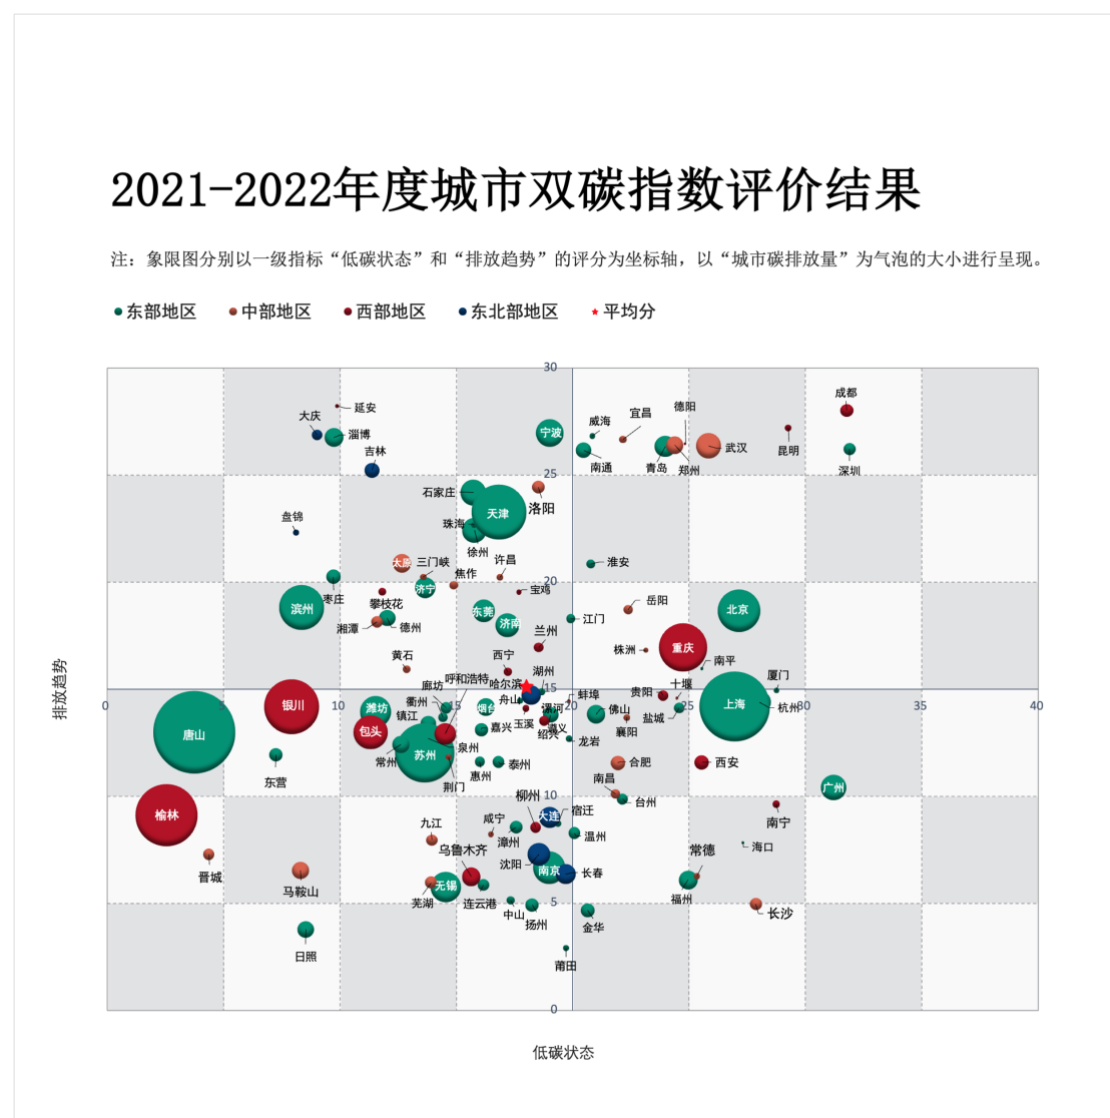 2021-2022年度城市双碳指数评价结果
注：象限图分别以一级指标“低碳状态”和“排放趋势”的评分为坐标轴，以“城市碳排放量”为气泡的大小进行呈现。
东部地区 中部地区 西部地区 东北部地区 平均分
30
成都
延安
大庆
宜昌
德阳
威海
宁波
淄博
吉林
武汉
昆明
南通
青岛
郑州
深圳
25
石家庄
洛阳
天津
盘锦
珠海
徐州
太原
三门峡
许昌
淮安
焦作
20
济宁
宝鸡
枣庄
攀枝花
滨州
东莞
岳阳
北京
江门
济南
湘潭
德州
兰州
重庆
株洲
黄石
西宁
南平
湖州
厦门
呼和浩特
哈尔滨
廊坊
十堰
排放趋势
15
贵阳
蚌埠
0 5 10 15 20 25 30 35 40
衢州
舟山
银川
潍坊
烟台
漯河
佛山
上海
杭州
镇江
盐城
玉溪
嘉兴
遵义
包头
襄阳
绍兴
唐山
龙岩
泉州
苏州
常州
泰州
合肥
西安
惠州
东营
南昌
荆门
广州
柳州
10
台州
宿迁
榆林
大连
咸宁
九江
南宁
温州
漳州
海口
乌鲁木齐
常德
沈阳
南京
长春
晋城
马鞍山
无锡
福州
芜湖
连云港
5
中山
长沙
扬州
金华
日照
莆田
0
低碳状态